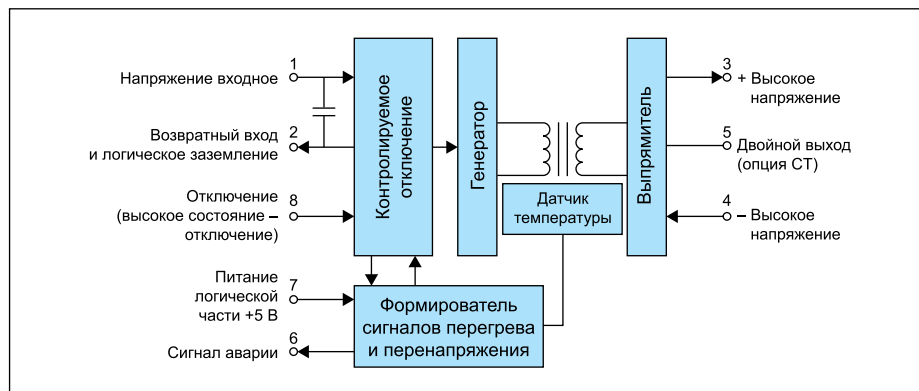 1
Напряжение входное
2
Возвратный вход
и логическое заземление
8
Отключение
(высокое состояние –
отключение)
7
Питание
логической
части +5 В
6
Сигнал аварии
Контролируемое
отключение
Генератор
Датчик
температуры
Формирователь
сигналов перегрева
и перенапряжения
Выпрямитель
3
+ Высокое
напряжение
5
Двойной выход
(опция СТ)
4
– Высокое
напряжение